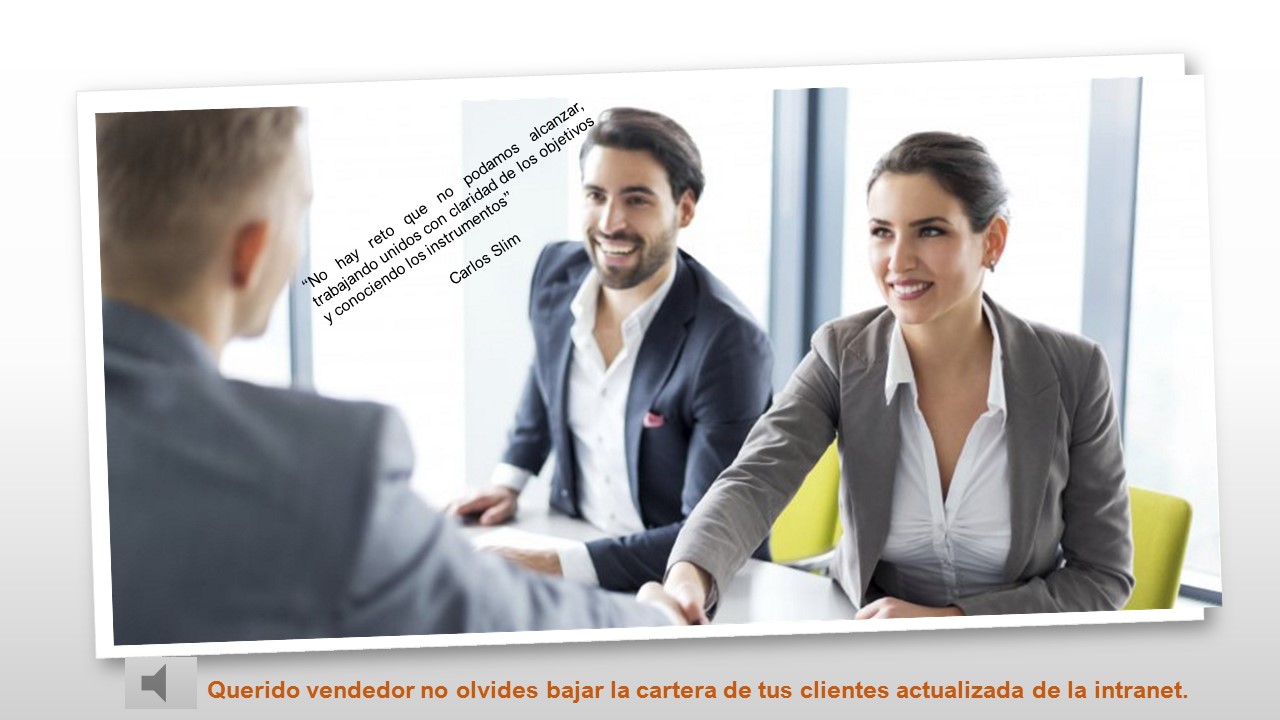 “No hay reto que no podamos alcanzar,
trabajando unidos con claridad de los objetivos
y conociendo los instrumentos”
Carlos Slim
Querido vendedor no olvides bajar la cartera de tus clientes actualizada de la intranet.